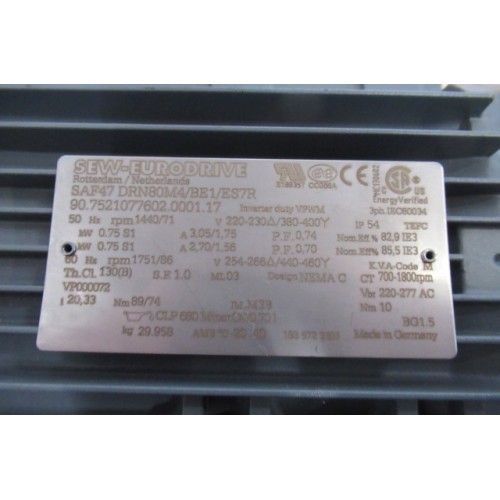 SEW-EURODRIVE
Rotterdam / Netherlands
SAF47 DRN80M4/BE1/ES7R
90.7521077602.0001.17 Inverter duty VPWM 3ph.ISO60034
EnergyVerified
50 Hz rpm 1440/71 V 220-230Δ/380-400Y IP 54 TEFC
kW 0.75 S1 A 3,05/1,75 P.F. 0,74 Nom.Eff.% 82,9 IE3
kW 0.75 S1 A 2,70/1,56 P.F. 0,70 Nom.Eff.% 85,5 IE3
60 Hz rpm 1751/86 V 254-266Δ/440-460Y K.V.A-Code M
Th.Cl. 130(B) S.F 1.0 ML03 Design NEMA C CT 700-1800rpm
VP000072 Vbr 220-277 AC
i 20,33 Nm 89/74 IM M3B Nm 10
CLP 680 BG1.5
kg 29.958 Made in Germany